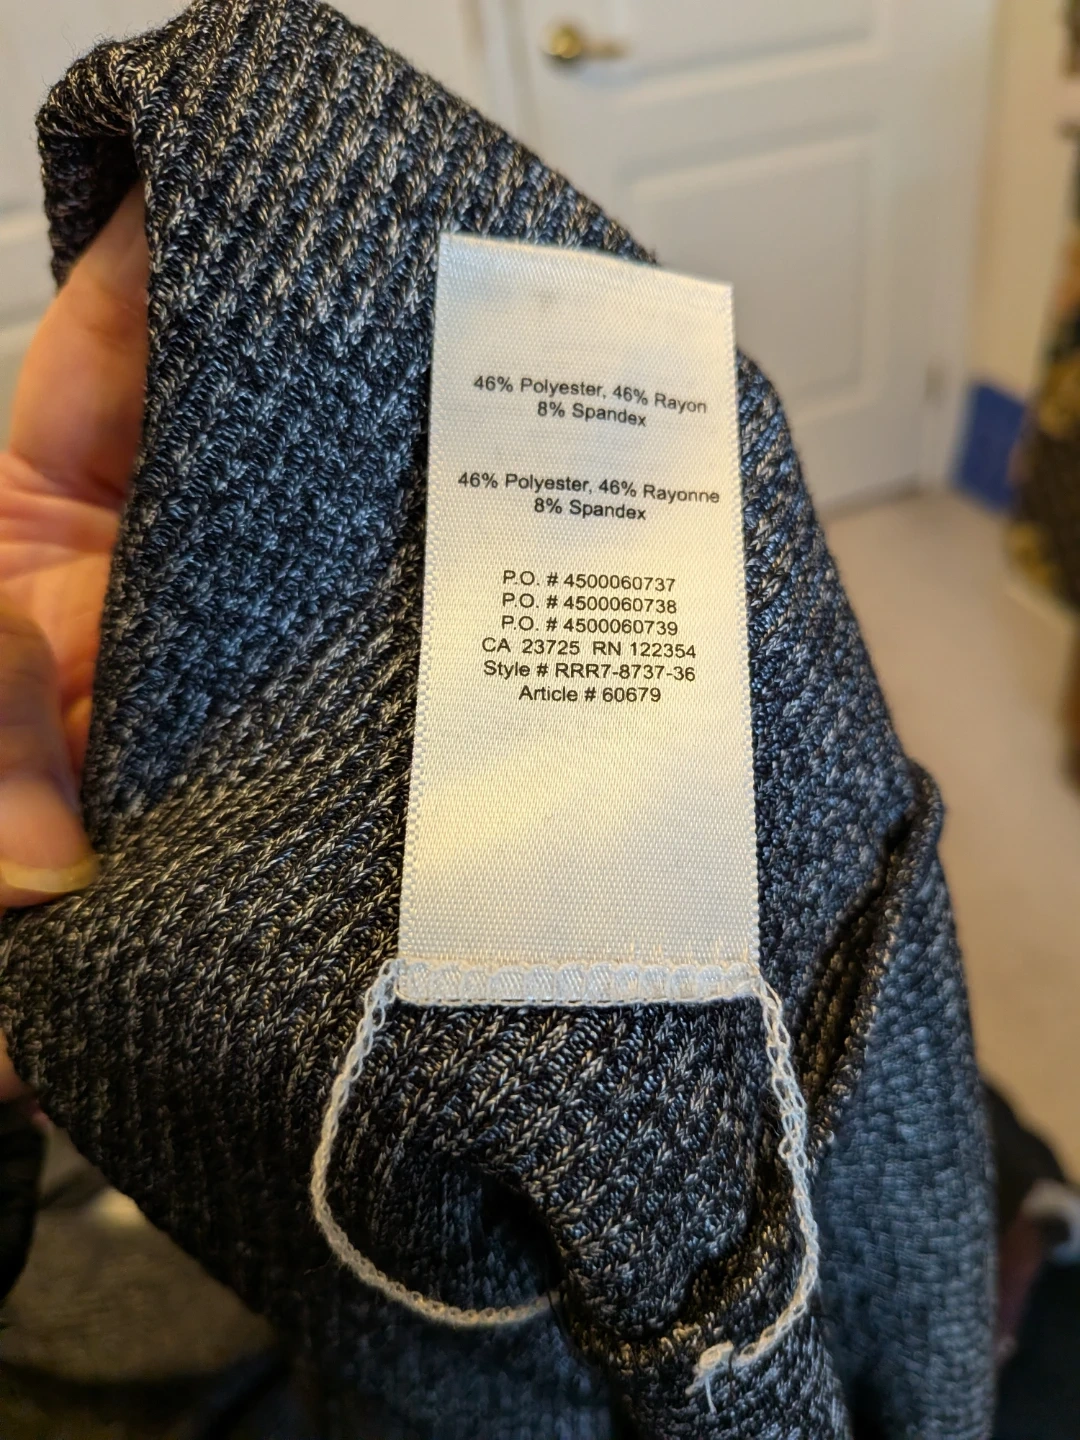 46% Polyester, 46% Rayon
8% Spandex
46% Polyester, 46% Rayonne
8% Spandex
P.O. # 4500060737
P.O. # 4500060738
P.O. # 4500060739
CA 23725 RN 122354
Style # RRR7-8737-36
Article # 60679